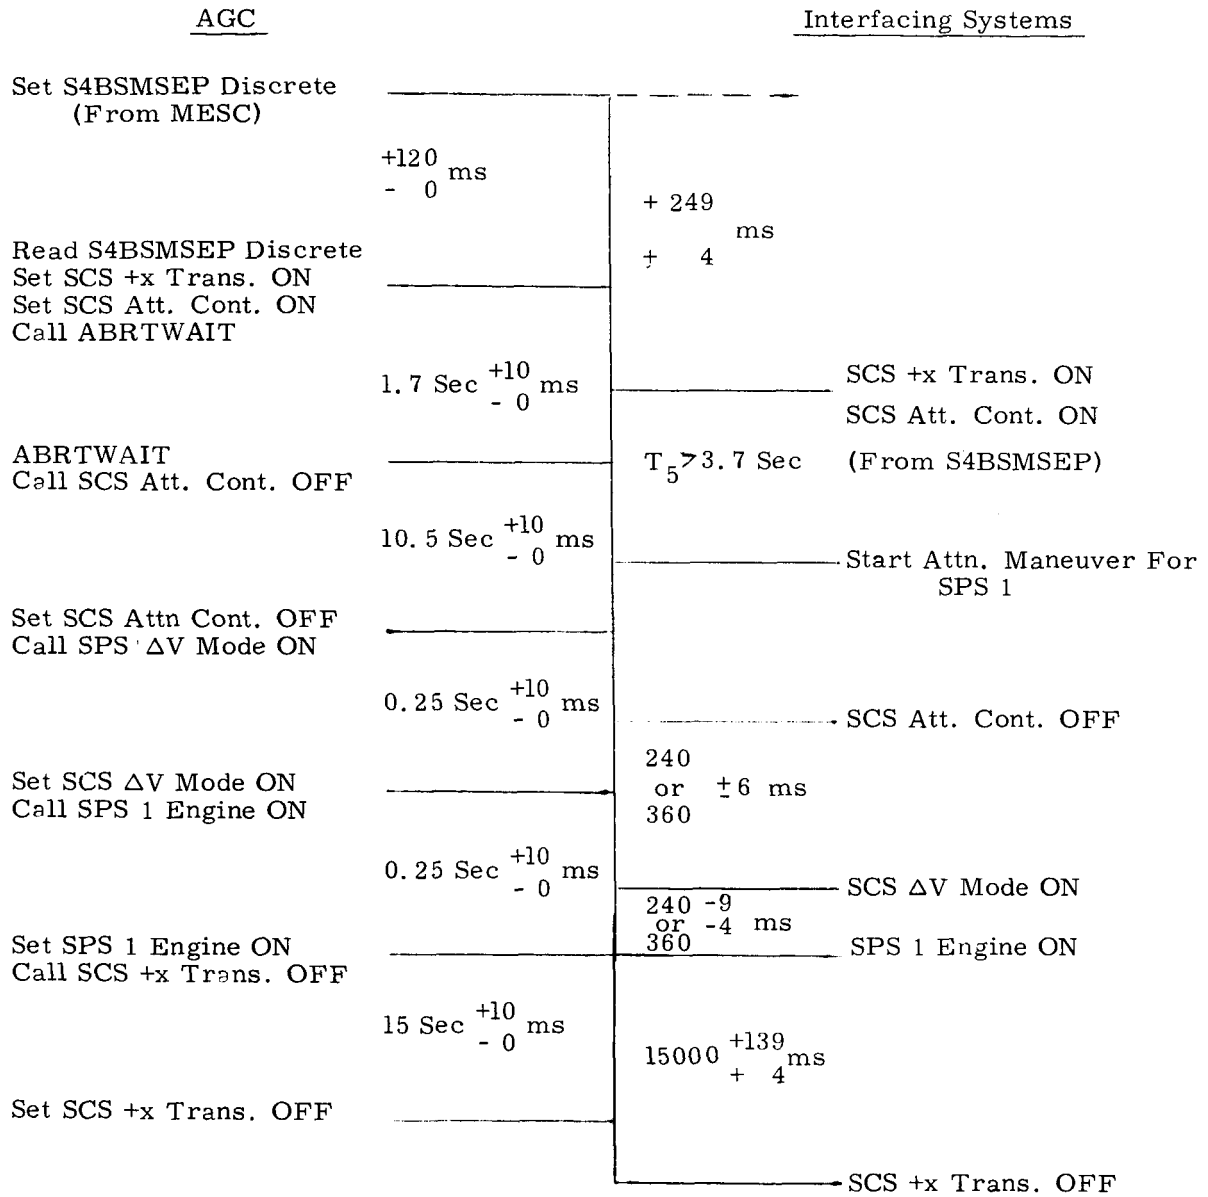 AGC
Interfacing Systems
Set S4BSMSEP Discrete
(From MESC)
+120
- 0 ms
+ 249
ms
+ 4
Read S4BSMSEP Discrete
Set SCS +x Trans. ON
Set SCS Att. Cont. ON
Call ABRTWAIT
1.7 Sec +10
- 0 ms
SCS +x Trans. ON
SCS Att. Cont. ON
ABRTWAIT
Call SCS Att. Cont. OFF
T5>3.7 Sec (From S4BSMSEP)
10.5 Sec +10
- 0 ms
Start Attn. Maneuver For
SPS 1
Set SCS Attn Cont. OFF
Call SPS ΔV Mode ON
0.25 Sec +10
- 0 ms
SCS Att. Cont. OFF
240
or ±6 ms
360
Set SCS ΔV Mode ON
Call SPS 1 Engine ON
0.25 Sec +10
- 0 ms
SCS ΔV Mode ON
240 -9
or -4 ms
360
Set SPS 1 Engine ON
Call SCS +x Trans. OFF
SPS 1 Engine ON
15 Sec +10
- 0 ms
15000 +139
+ 4 ms
Set SCS +x Trans. OFF
SCS +x Trans. OFF